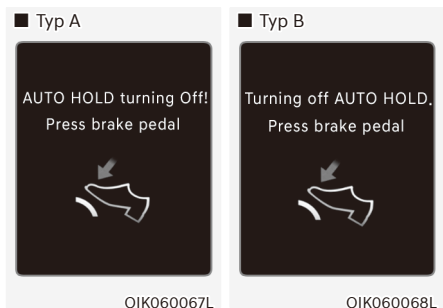 ■ Typ A
AUTO HOLD turning Off!
Press brake pedal
OIK060067L
■ Typ B
Turning off AUTO HOLD.
Press brake pedal
OIK060068L